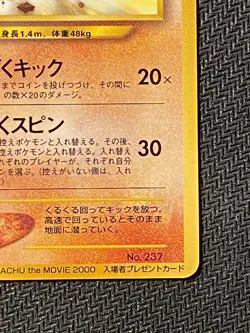 身長1.4m、体重48kg
くキック
までコインを投げつづけ、その間に
の数×20のダメージ。
20×
くスピン
控えポケモンと入れ替える。その後、
控えポケモンと入れ替える。入れ替え
れぞれのプレイヤーが、それぞれ自分
ンを選ぶ。(控えがいない側は、入れ
30
くるくる回ってキックを放つ。
高速で回っているとそのまま
地面に潜っていく。
No. 237
ACHU the MOVIE 2000 入場者プレゼントカード